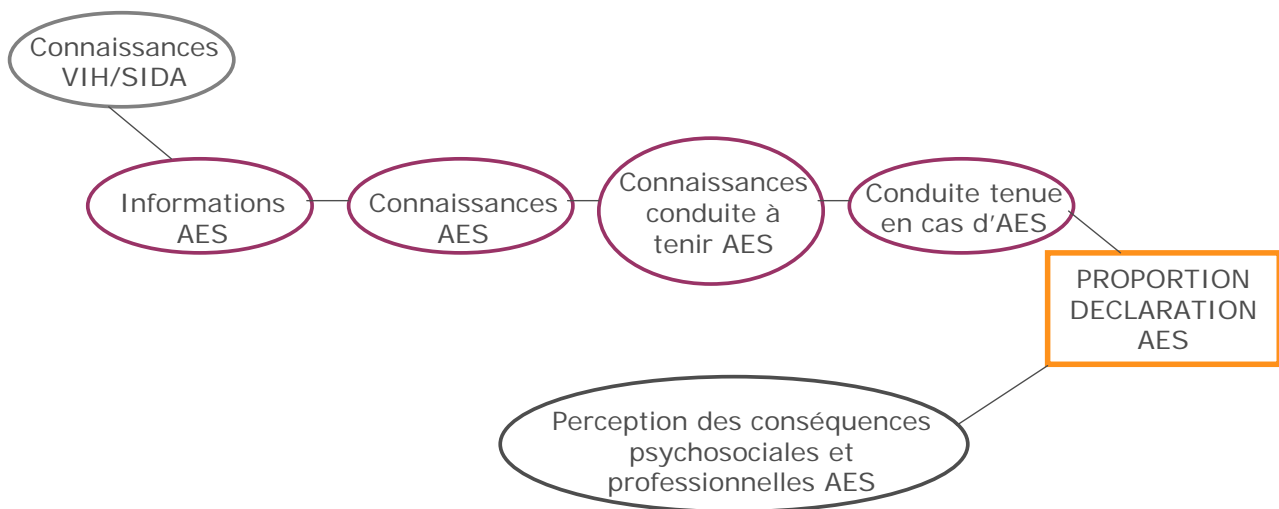 Connaissances
VIH/SIDA
Informations
AES
Connaissances
AES
Connaissances
conduite à
tenir AES
Conduite tenue
en cas d'AES
PROPORTION
DECLARATION
AES
Perception des conséquences
psychosociales et
professionnelles AES